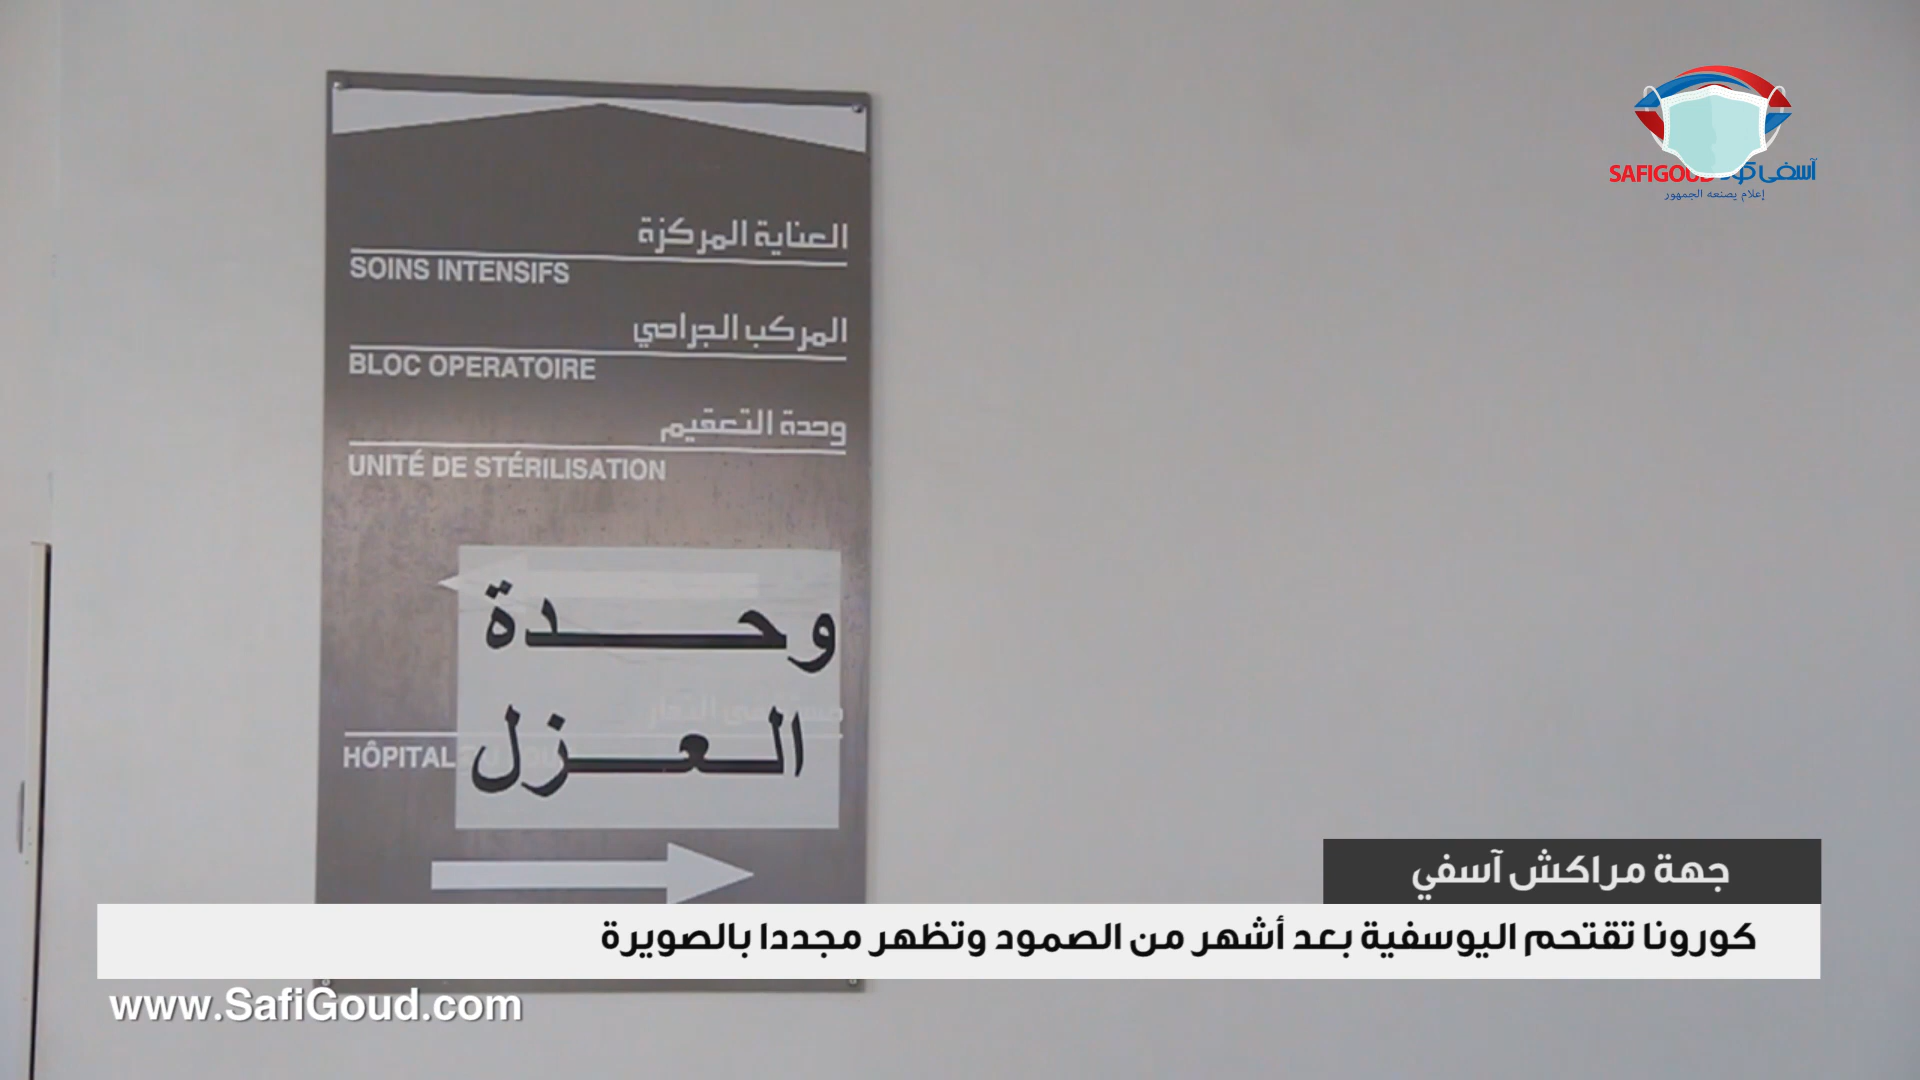 آسفي كود
إعلام يصنعه الجمهور
العناية المركزة
SOINS INTENSIFS
المركب الجراحي
BLOC OPERATOIRE
وحدة التعقيم
UNITÉ DE STÉRILISATION
وحدة
العزل
HÔPITAL
جهة مراكش آسفي
كورونا تقتحم اليوسفية بعد أشهر من الصمود وتظهر مجددا بالصويرة
www.SafiGoud.com